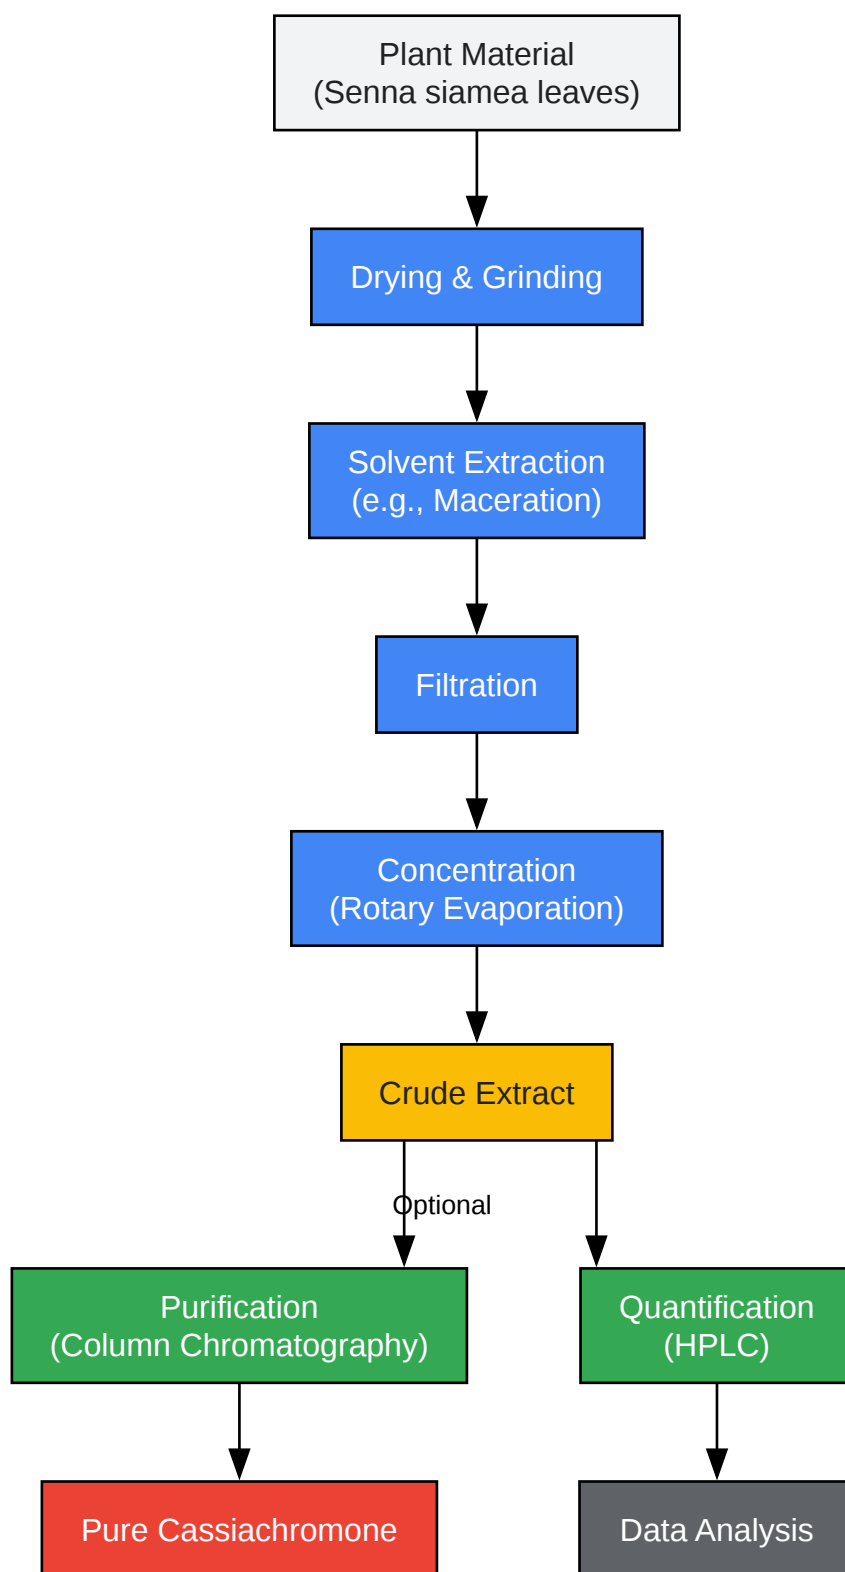 Plant Material
(Senna siamea leaves)
Drying & Grinding
Solvent Extraction
(e.g., Maceration)
Filtration
Concentration
(Rotary Evaporation)
Crude Extract
Optional
Purification
(Column Chromatography)
Quantification
(HPLC)
Pure Cassiachromone
Data Analysis